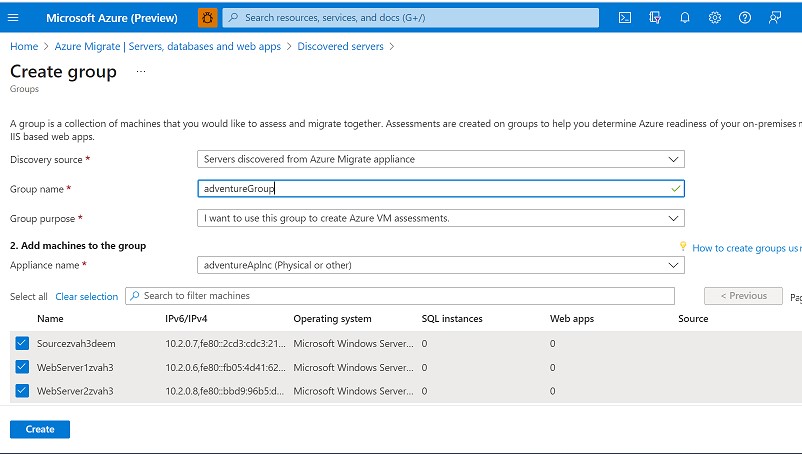 Microsoft Azure (Preview)
Search resources, services, and docs (G+/)
Home > Azure Migrate | Servers, databases and web apps > Discovered servers >
Create group ...
Groups
A group is a collection of machines that you would like to assess and migrate together. Assessments are created on groups to help you determine Azure readiness of your on-premises
IIS based web apps.
Discovery source *
Servers discovered from Azure Migrate appliance
Group name *
adventureGroup
Group purpose *
I want to use this group to create Azure VM assessments.
2. Add machines to the group
How to create groups
Appliance name *
adventureApInc (Physical or other)
Select all Clear selection Search to filter machines < Previous
Name IPv6/IPv4 Operating system SQL instances Web apps Source
Sourcezvah3deem 10.2.0.7,fe80::2cd3:cdc3:21... Microsoft Windows Server... 0 0
WebServer1zvah3 10.2.0.6,fe80::fb05:4d41:62... Microsoft Windows Server... 0 0
WebServer2zvah3 10.2.0.8,fe80::bbd9:96b5:d... Microsoft Windows Server... 0 0
Create